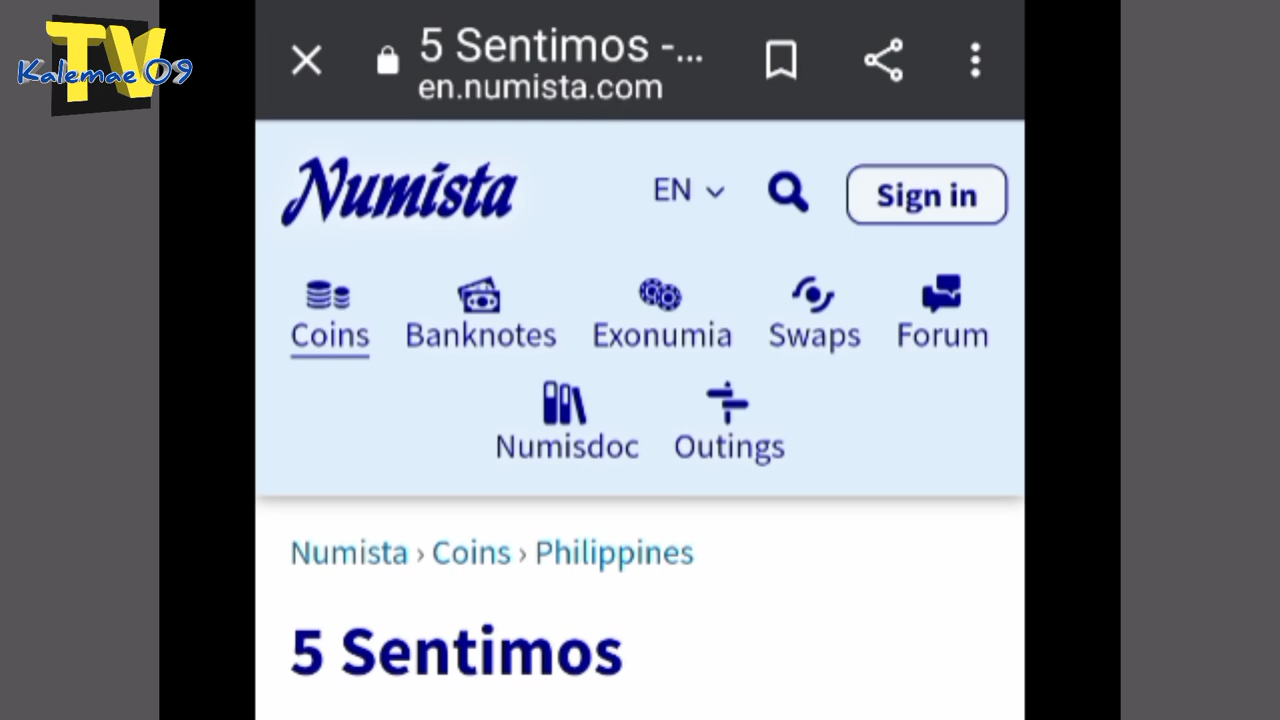 TV
Kalemae 09
5 Sentimos -...
en.numista.com
Numista
EN
Sign in
Coins Banknotes Exonumia Swaps Forum
Numisdoc Outings
Numista › Coins › Philippines
5 Sentimos